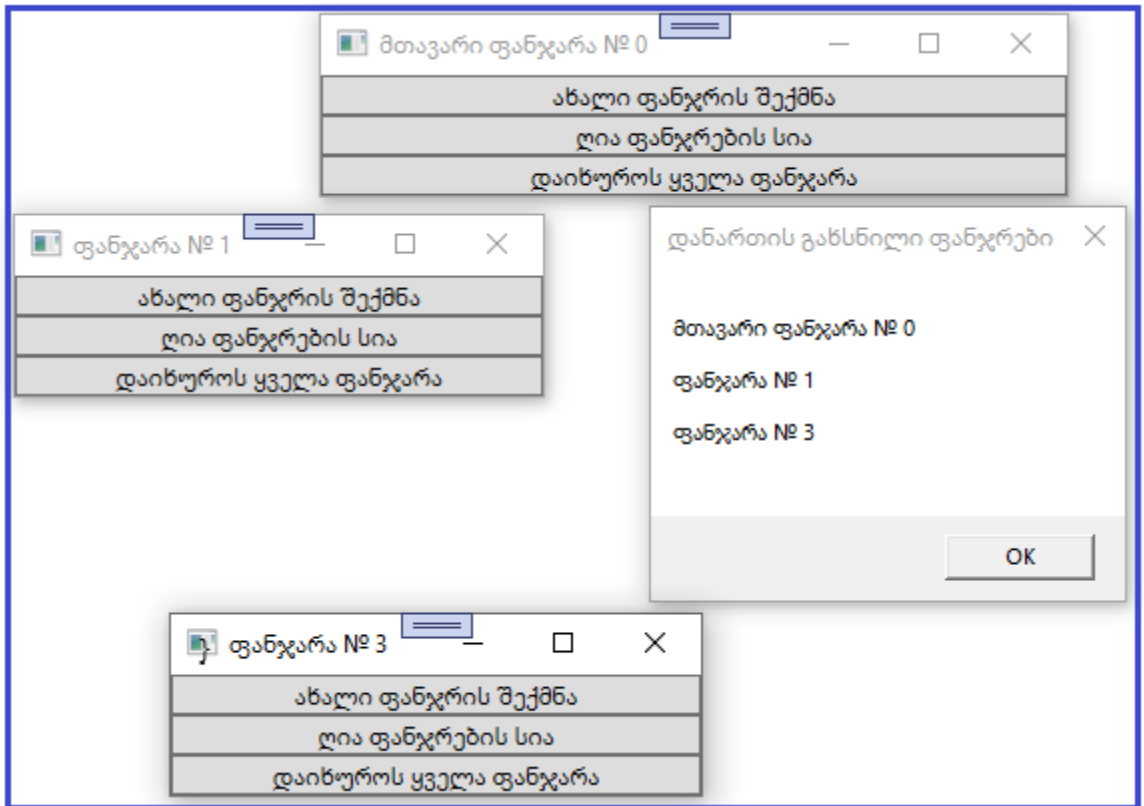 მთავარი ფანჯარა № 0
ახალი ფანჯრის შექმნა
ღია ფანჯრების სია
დაიხუროს ყველა ფანჯარა
ფანჯარა № 1
ახალი ფანჯრის შექმნა
ღია ფანჯრების სია
დაიხუროს ყველა ფანჯარა
დანართის გახსნილი ფანჯრები
მთავარი ფანჯარა № 0
ფანჯარა № 1
ფანჯარა № 3
OK
ფანჯარა № 3
ახალი ფანჯრის შექმნა
ღია ფანჯრების სია
დაიხუროს ყველა ფანჯარა